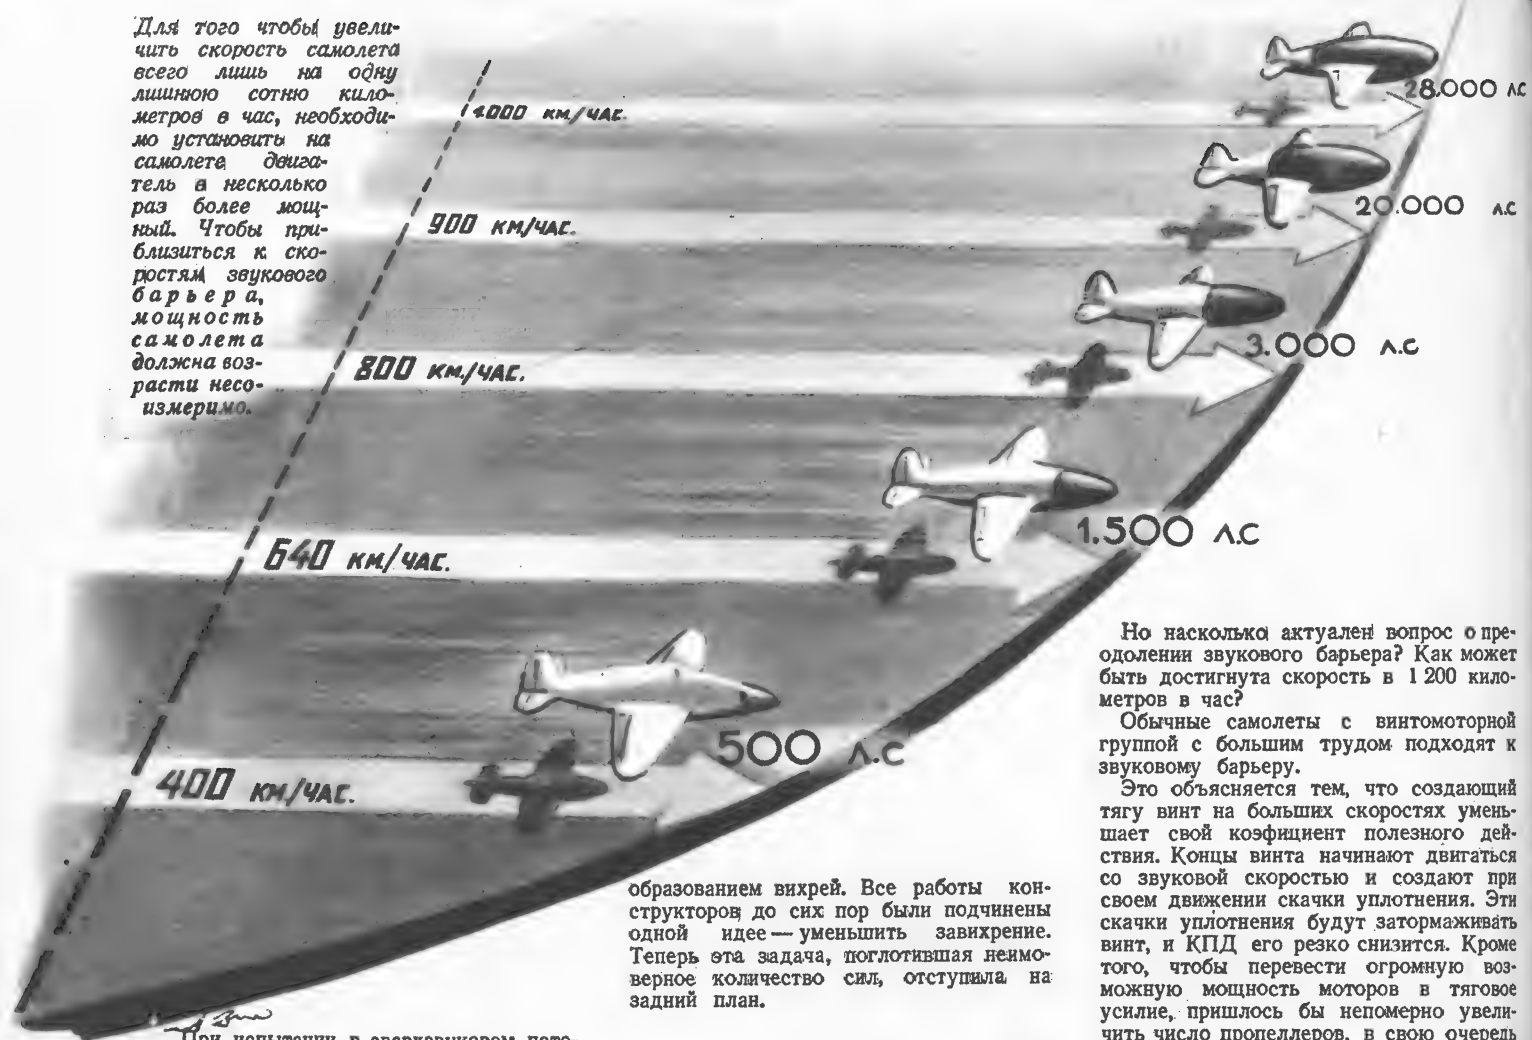 Для того чтобы увели-
чить скорость самолета
всего лишь на одну
лишнюю сотню кило-
метров в час, необходи-
мо установить на
самолете двига-
тель в несколько
раз более мощ-
ный. Чтобы при-
близиться к ско-
ростям звукового
барьера,
мощность
самолета
должна воз-
расти несо-
измеримо.
1.000 КМ/ЧАС.
28.000 ЛС
900 КМ/ЧАС.
20.000 Л.С
800 КМ./ЧАС.
3.000 Л.С
640 КМ./ЧАС.
1.500 Л.С
400 КМ/ЧАС.
500 Л.С
образованием вихрей. Все работы кон-
структоров до сих пор были подчинены
одной идее — уменьшить завихрение.
Теперь эта задача, поглотившая неимо-
верное количество сил, отступила на
задний план.
При испытании в сверхзвуковом пото-
Но насколько актуален вопрос о пре-
одолении звукового барьера? Как может
быть достигнута скорость в 1 200 кило-
метров в час?
Обычные самолеты с винтомоторной
группой с большим трудом подходят к
звуковому барьеру.
Это объясняется тем, что создающий
тягу винт на больших скоростях умень-
шает свой коэфициент полезного дей-
ствия. Концы винта начинают двигаться
со звуковой скоростью и создают при
своем движении скачки уплотнения. Эти
скачки уплотнения будут затормаживать
винт, и КПД его резко снизится. Кроме
того, чтобы перевести огромную воз-
можную мощность моторов в тяговое
усилие, пришлось бы непомерно увели-
чить число пропеллеров, в свою очередь